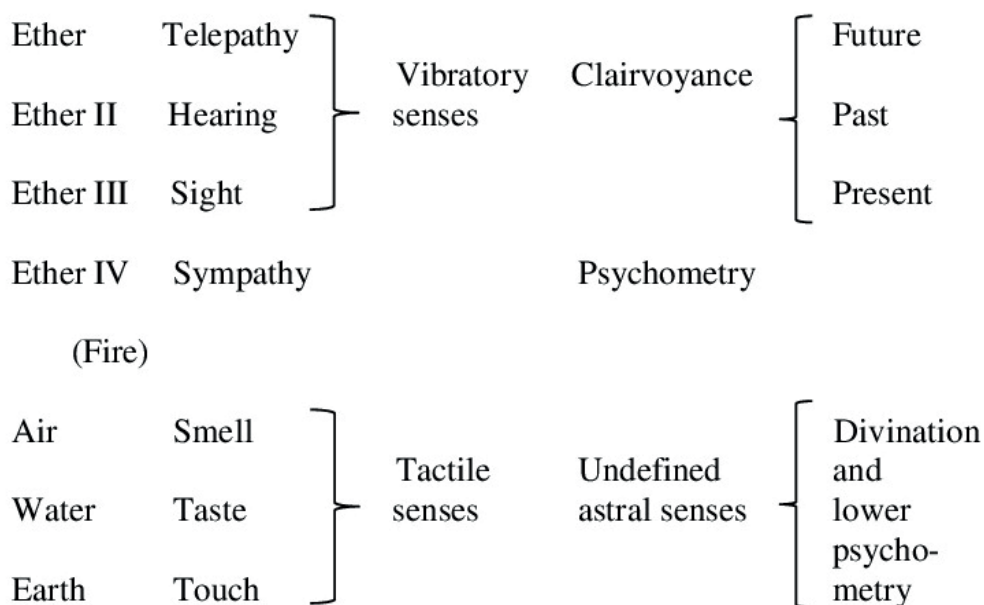 Ether Telepathy Future
Vibratory Clairvoyance
Ether II Hearing senses Past
Ether III Sight Present
Ether IV Sympathy Psychometry
(Fire)
Air Smell Divination
Tactile Undefined and
Water Taste senses astral senses lower
psycho-
Earth Touch metry